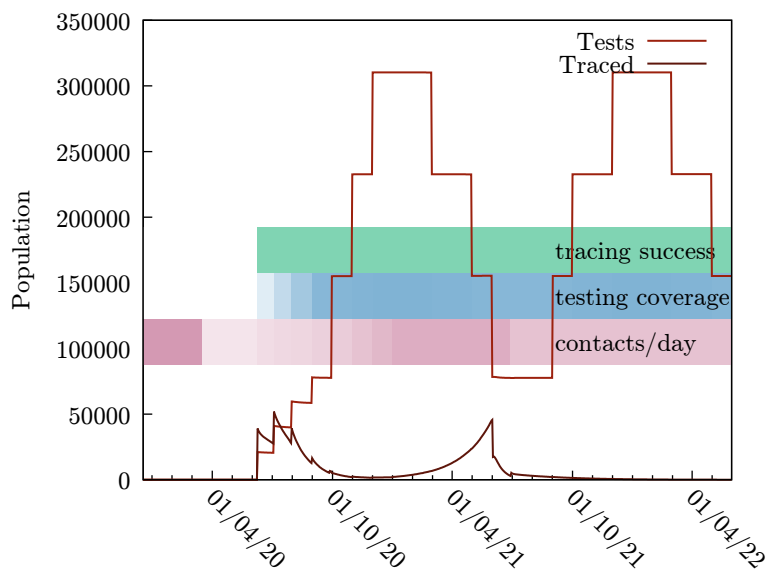 350000
300000
250000
200000
150000
100000
50000
0
Population
Tests
Traced
tracing success
testing coverage
contacts/day
01/04/20
01/10/20
01/04/21
01/10/21
01/04/22